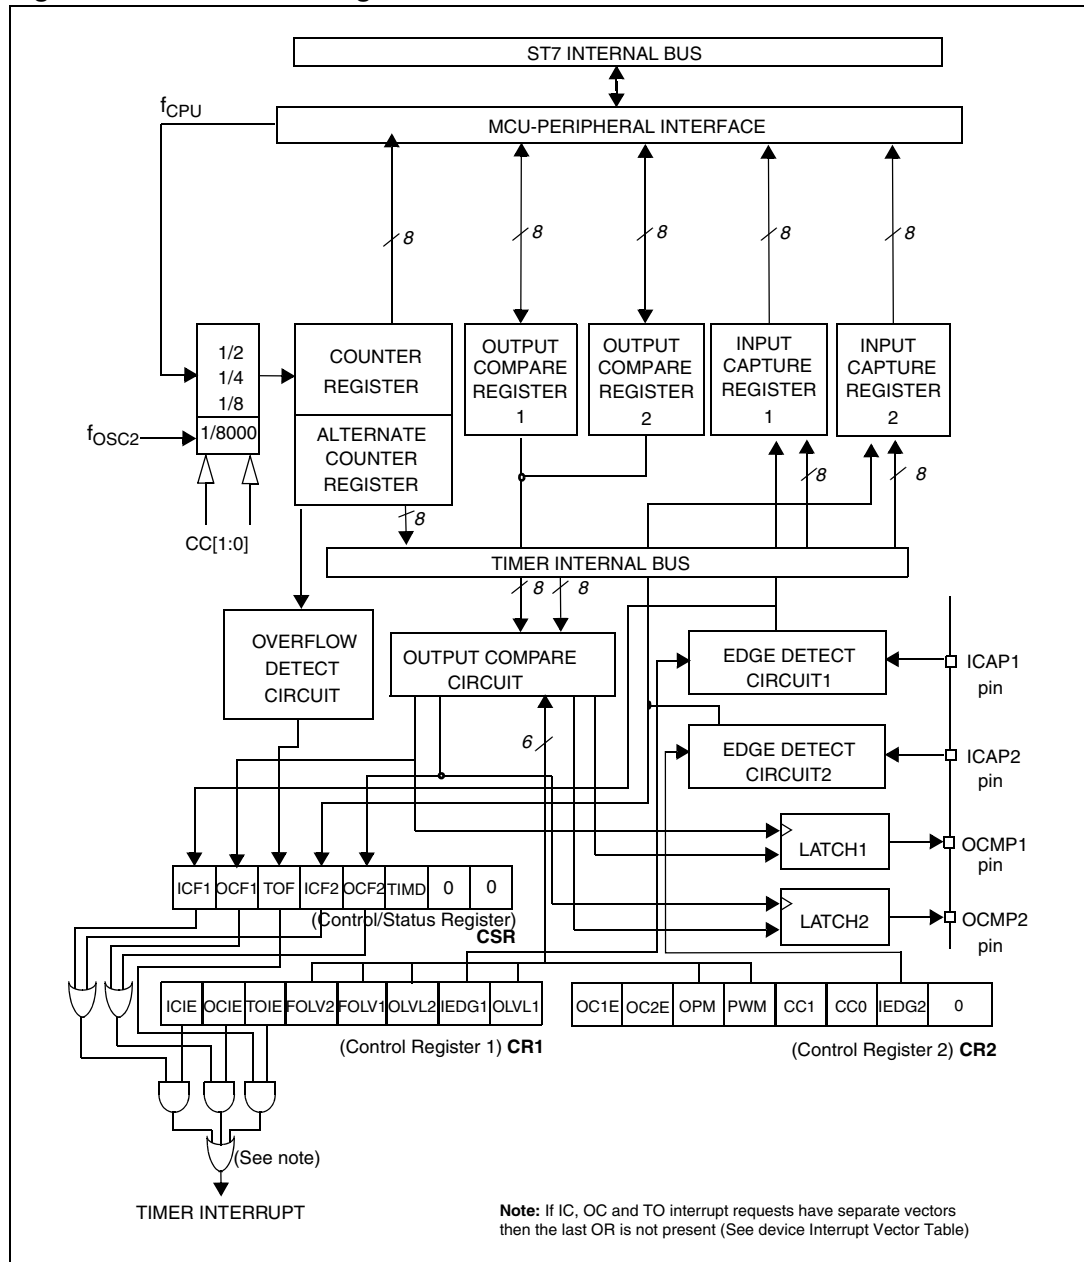 ST7 INTERNAL BUS
fCPU
MCU-PERIPHERAL INTERFACE
8
8
8
8
8
1/2
1/4
1/8
fOSC2
1/8000
CC[1:0]
COUNTER
REGISTER
ALTERNATE
COUNTER
REGISTER
OUTPUT
COMPARE
REGISTER
1
OUTPUT
COMPARE
REGISTER
2
INPUT
CAPTURE
REGISTER
1
INPUT
CAPTURE
REGISTER
2
8
8
8
TIMER INTERNAL BUS
8
8
OVERFLOW
DETECT
CIRCUIT
OUTPUT COMPARE
CIRCUIT
EDGE DETECT
CIRCUIT1
ICAP1
pin
6
EDGE DETECT
CIRCUIT2
ICAP2
pin
LATCH1
OCMP1
pin
LATCH2
OCMP2
pin
ICF1 OCF1 TOF ICF2 OCF2 TIMD 0 0
(Control/Status Register)
CSR
ICIE OCIE TOIE FOLV2 FOLV1 OLVL2 IEDG1 OLVL1
(Control Register 1) CR1
OC1E OC2E OPM PWM CC1 CC0 IEDG2 0
(Control Register 2) CR2
(See note)
TIMER INTERRUPT
Note: If IC, OC and TO interrupt requests have separate vectors
then the last OR is not present (See device Interrupt Vector Table)